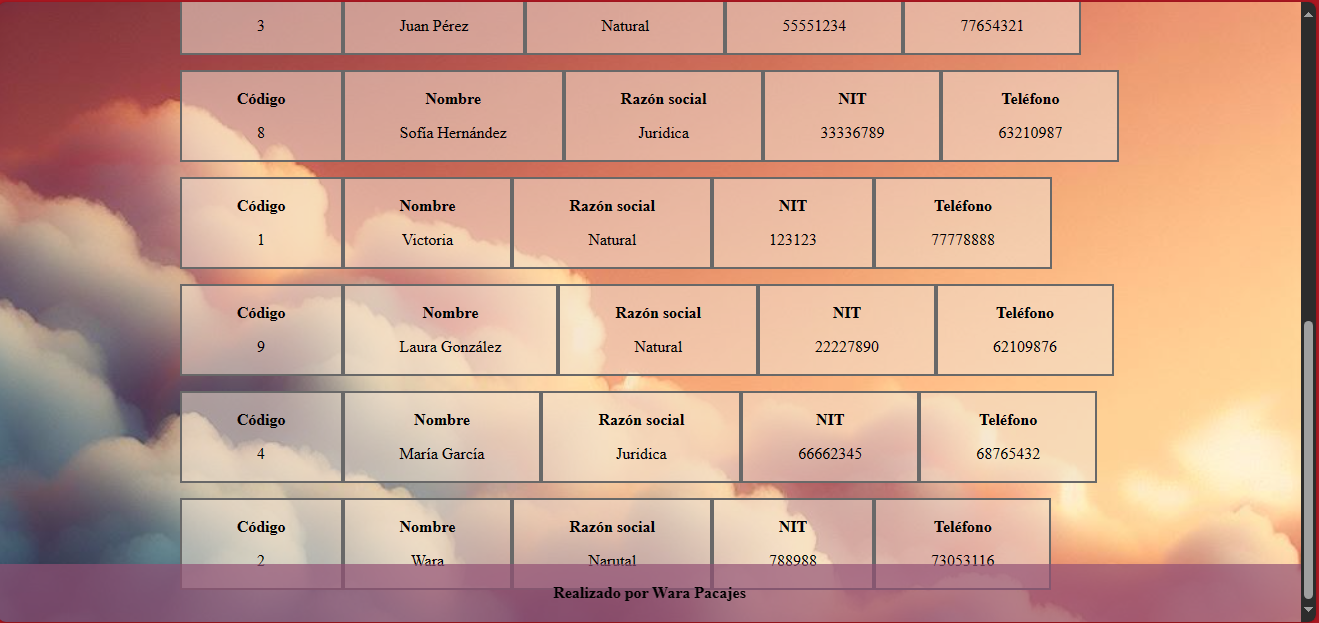 3 Juan Pérez Natural 55551234 77654321
Código Nombre Razón social NIT Teléfono
8 Sofía Hernández Juridica 33336789 63210987
Código Nombre Razón social NIT Teléfono
1 Victoria Natural 123123 77778888
Código Nombre Razón social NIT Teléfono
9 Laura González Natural 22227890 62109876
Código Nombre Razón social NIT Teléfono
4 María García Juridica 66662345 68765432
Código Nombre Razón social NIT Teléfono
2 Wara Narutal 788988 73053116
Realizado por Wara Pacajes